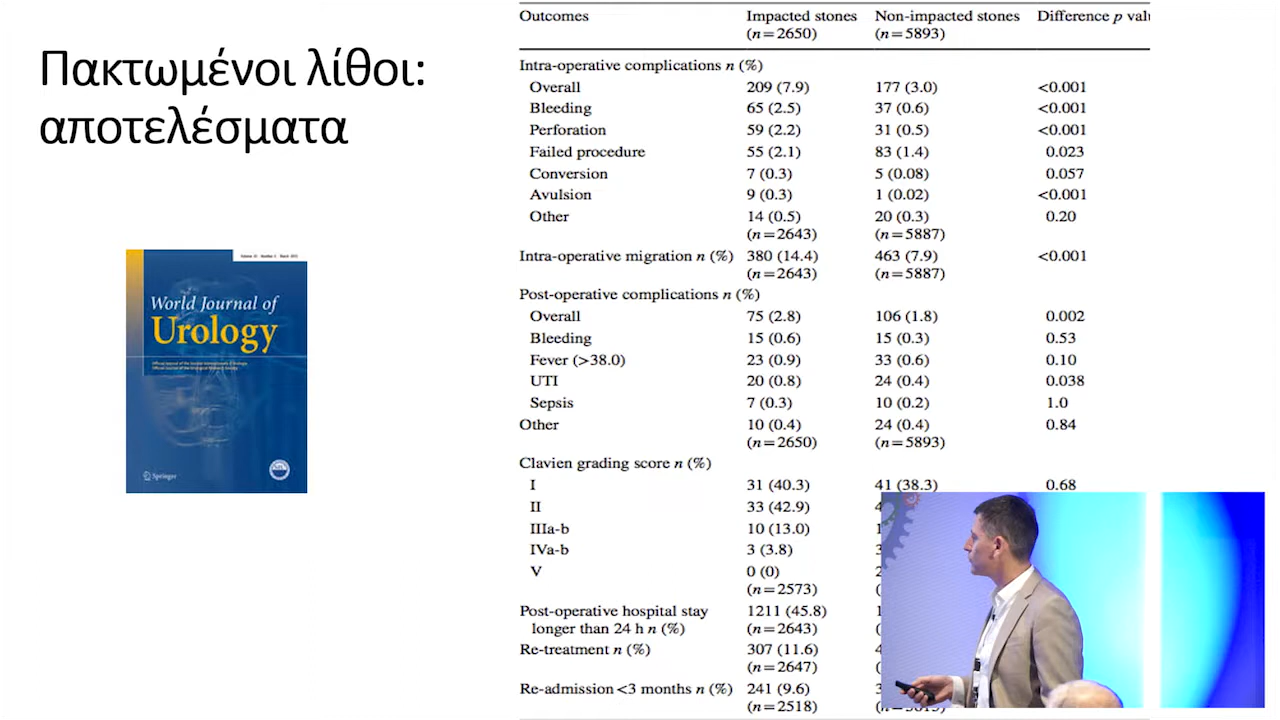 Πακτωμένοι λίθοι:
αποτελέσματα
World Journal of
Urology
Springer
Outcomes Impacted stones Non-impacted stones Difference p
(n=2650) (n=5893)
Intra-operative complications n (%)
Overall 209 (7.9) 177 (3.0) <0.001
Bleeding 65 (2.5) 37 (0.6) <0.001
Perforation 59 (2.2) 31 (0.5) <0.001
Failed procedure 55 (2.1) 83 (1.4) 0.023
Conversion 7 (0.3) 5 (0.08) 0.057
Avulsion 9 (0.3) 1 (0.02) <0.001
Other 14 (0.5) 20 (0.3) 0.20
(n=2643) (n=5887)
Intra-operative migration n (%) 380 (14.4) 463 (7.9) <0.001
(n=2643) (n=5887)
Post-operative complications n (%)
Overall 75 (2.8) 106 (1.8) 0.002
Bleeding 15 (0.6) 15 (0.3) 0.53
Fever (>38.0) 23 (0.9) 35 (0.6) 0.10
UTI 20 (0.8) 24 (0.4) 0.038
Sepsis 7 (0.3) 10 (0.2) 1.0
Other 10 (0.4) 24 (0.4) 0.84
(n=2650) (n=5893)
Clavien grading score n (%)
I 31 (40.3) 41 (38.3) 0.68
II 33 (42.9)
IIIa-b 10 (13.0)
IVa-b 3 (3.8)
V 0 (0)
(n=2573)
Post-operative hospital stay 1211 (45.8)
longer than 24 h n (%) (n=2643)
Re-treatment n (%) 307 (11.6)
(n=2647)
Re-admission <3 months n (%) 241 (9.6)
(n=2518)